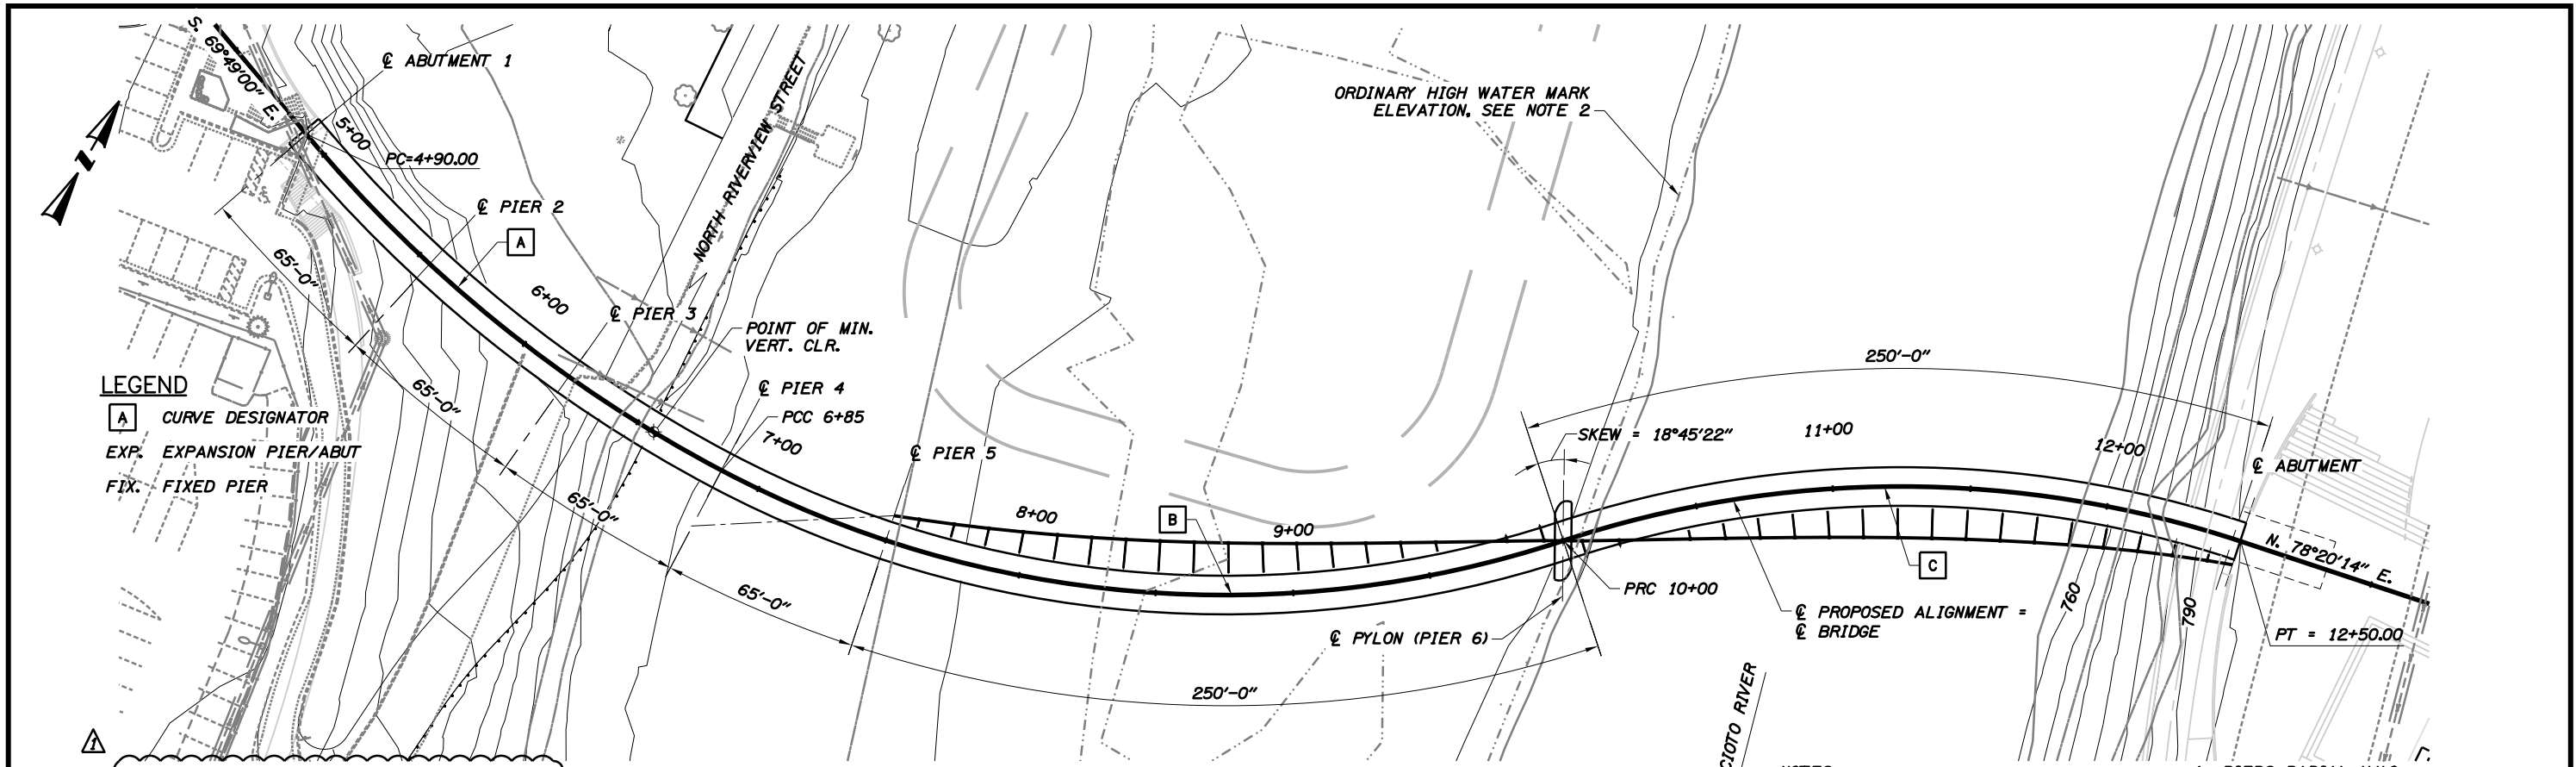 S. 69°49'00" E.
℄ ABUTMENT 1
5+00
PC=4+90.00
n
℄ PIER 2
A
65'-0"
6+00
NORTH RIVERVIEW STREET
℄ PIER 3
POINT OF MIN.
VERT. CLR.
℄ PIER 4
PCC 6+85
7+00
65'-0"
LEGEND
A CURVE DESIGNATOR
EXP. EXPANSION PIER/ABUT
FIX. FIXED PIER
65'-0"
65'-0"
℄ PIER 5
8+00
B
9+00
ORDINARY HIGH WATER MARK
ELEVATION, SEE NOTE 2
SKEW = 18°45'22"
250'-0"
11+00
12+00
℄ ABUTMENT
C
N. 78°20'14" E.
PRC 10+00
℄ PROPOSED ALIGNMENT =
℄ BRIDGE
℄ PYLON (PIER 6)
250'-0"
760
790
PT = 12+50.00
CIOTO RIVER
1